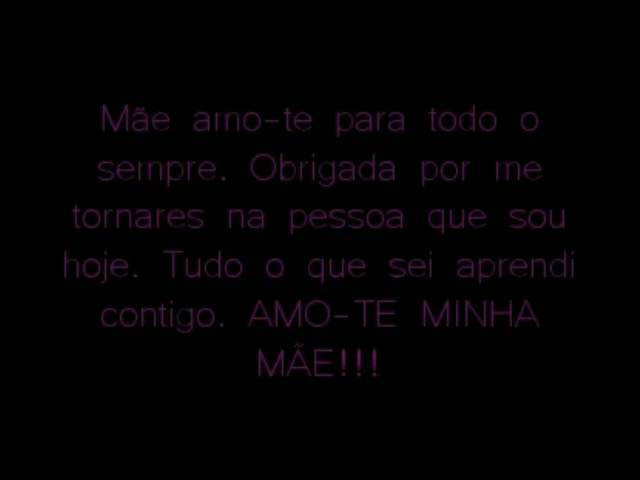 Mãe amo-te para todo o
sempre. Obrigada por me
tornares na pessoa que sou
hoje. Tudo o que sei aprendi
contigo. AMO-TE MINHA
MÃE!!!